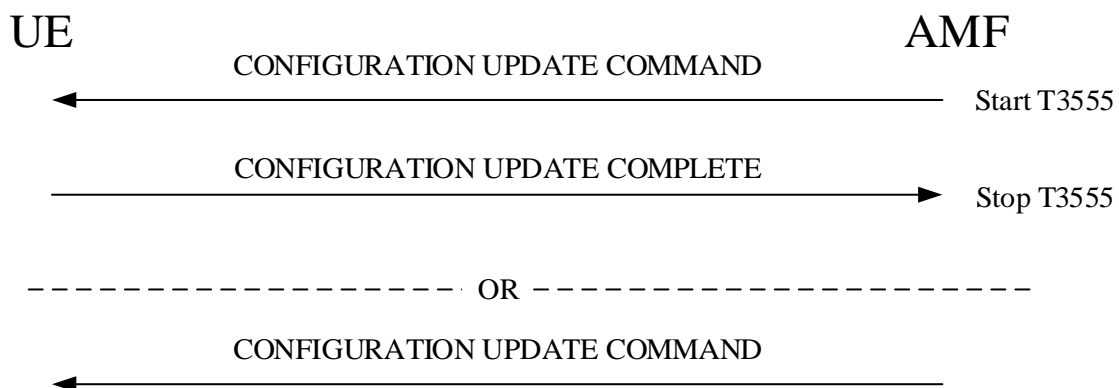 UE AMF
CONFIGURATION UPDATE COMMAND
Start T3555
CONFIGURATION UPDATE COMPLETE
Stop T3555
OR
CONFIGURATION UPDATE COMMAND